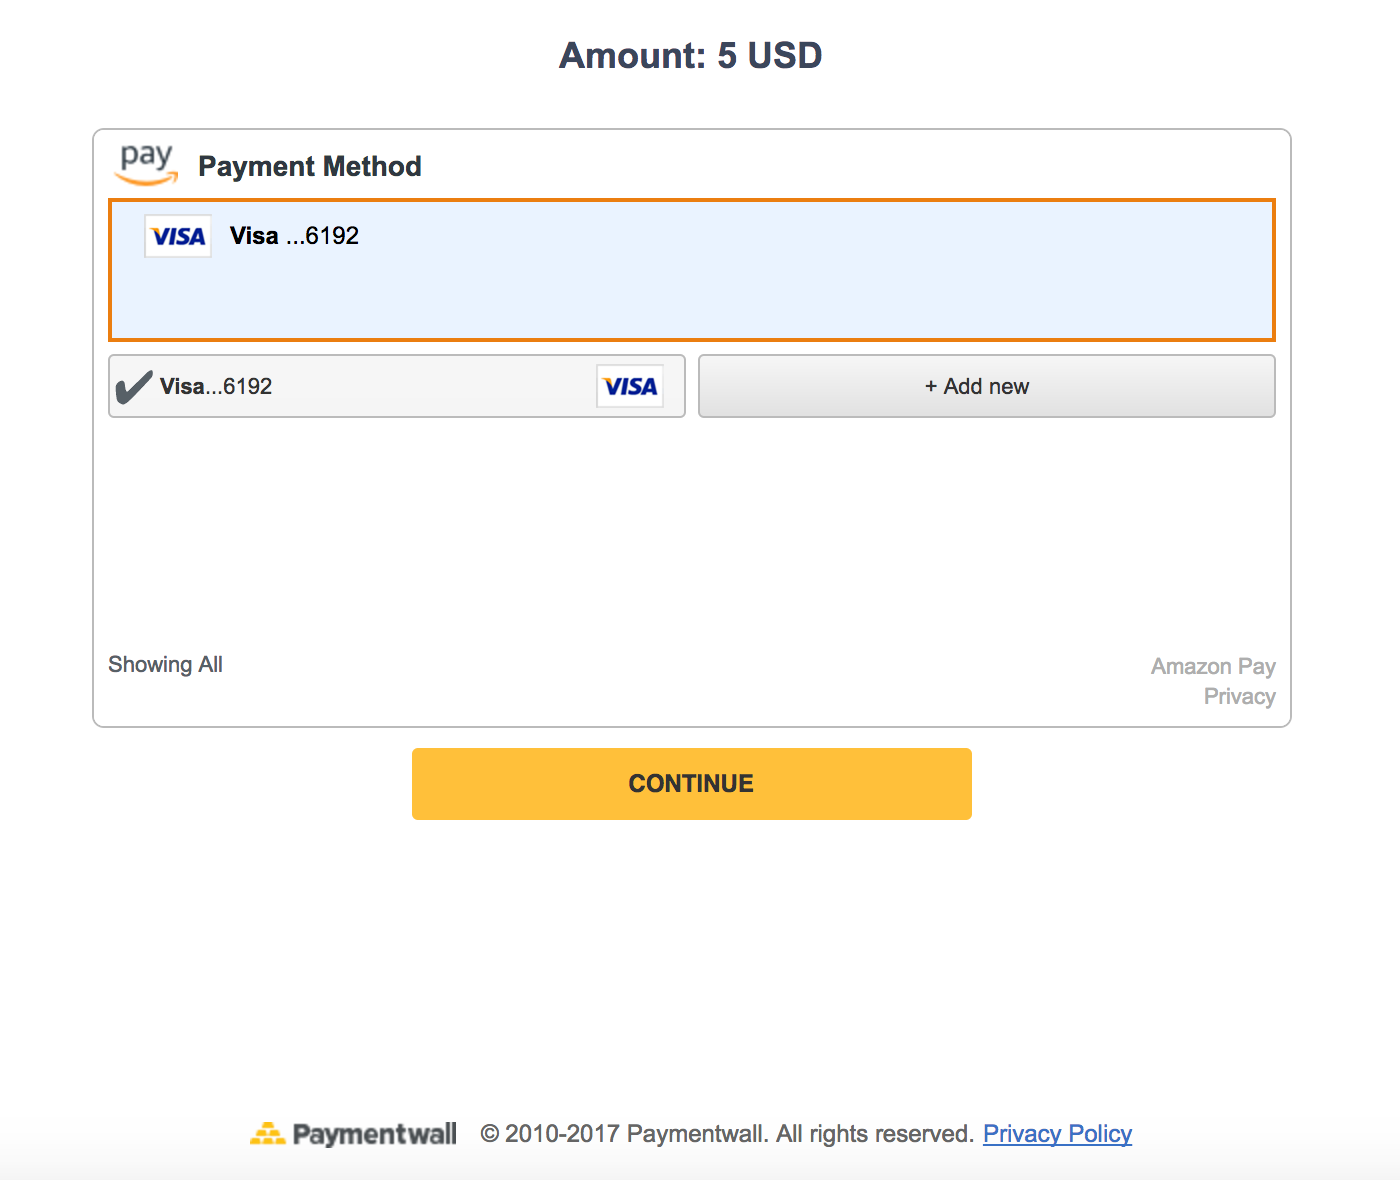 Amount: 5 USD
pay
Payment Method
VISA Visa ...6192
Visa...6192 VISA
+ Add new
Showing All
Amazon Pay
Privacy
CONTINUE
Paymentwall © 2010-2017 Paymentwall. All rights reserved. Privacy Policy